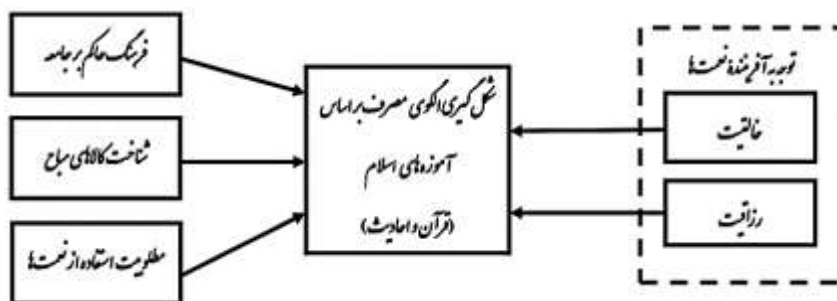 توجه به آفرینندهٔ نعمت‌ها
خالقیت
رزاقیت
شکل گیری الگوی مصرف بر اساس
آموزه‌های اسلام
(قرآن و احادیث)
فرهنگ حاکم بر جامعه
شناخت کالاهای مباح
مطلوبیت استفاده از نعمت‌ها